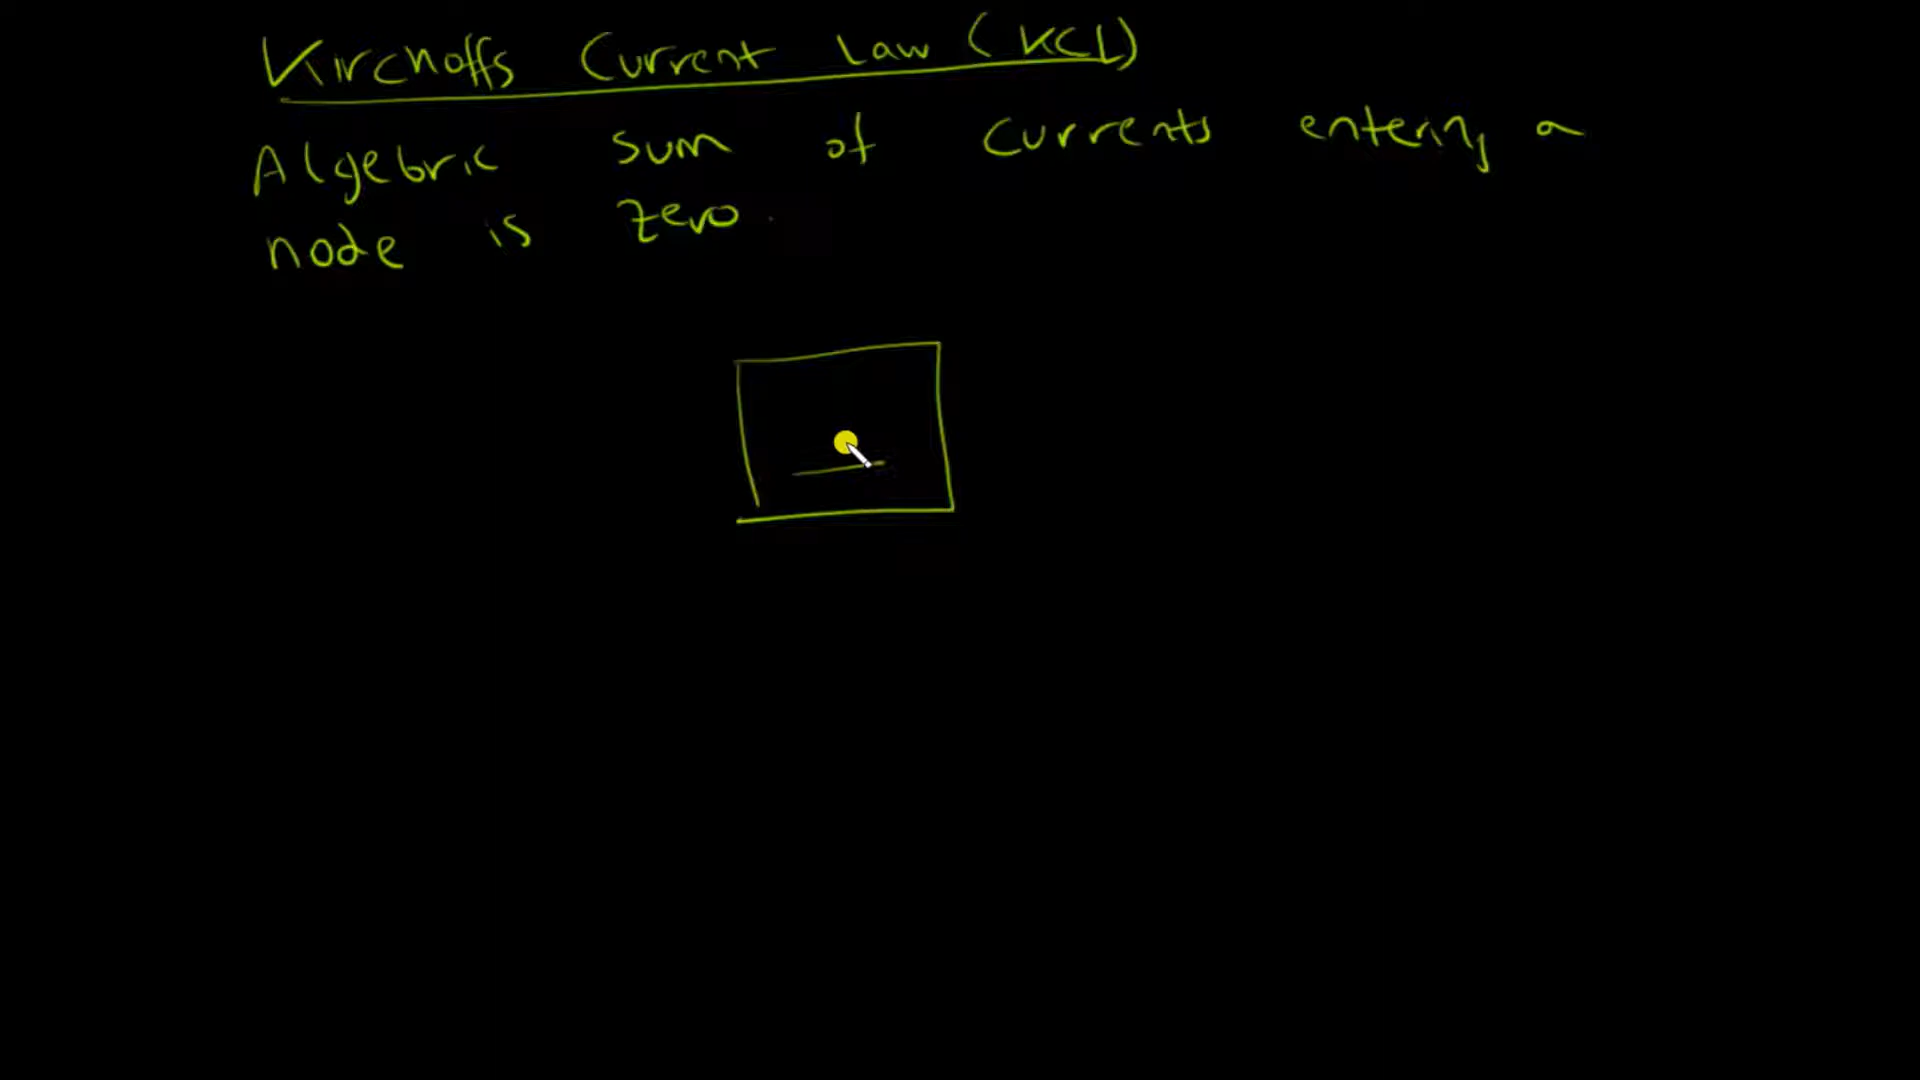 Kirchoffs Current Law (KCL)
Algebric sum of currents entering a
node is zero.